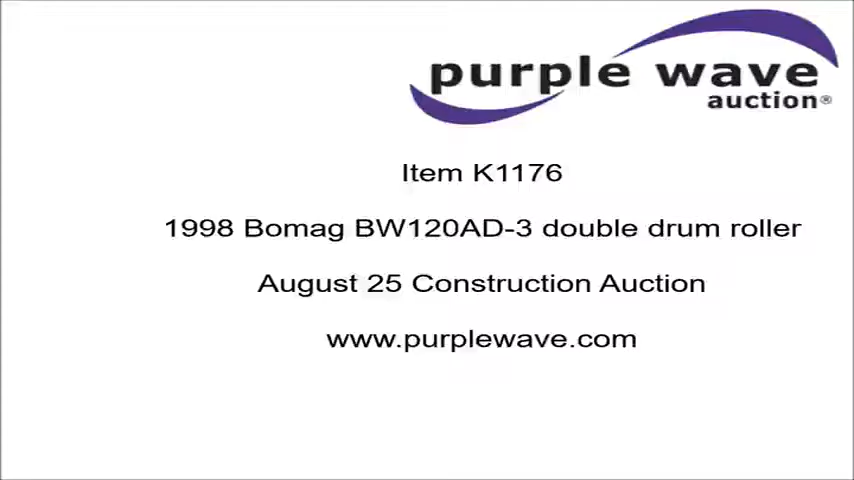 purple wave
auction®
Item K1176
1998 Bomag BW120AD-3 double drum roller
August 25 Construction Auction
www.purplewave.com